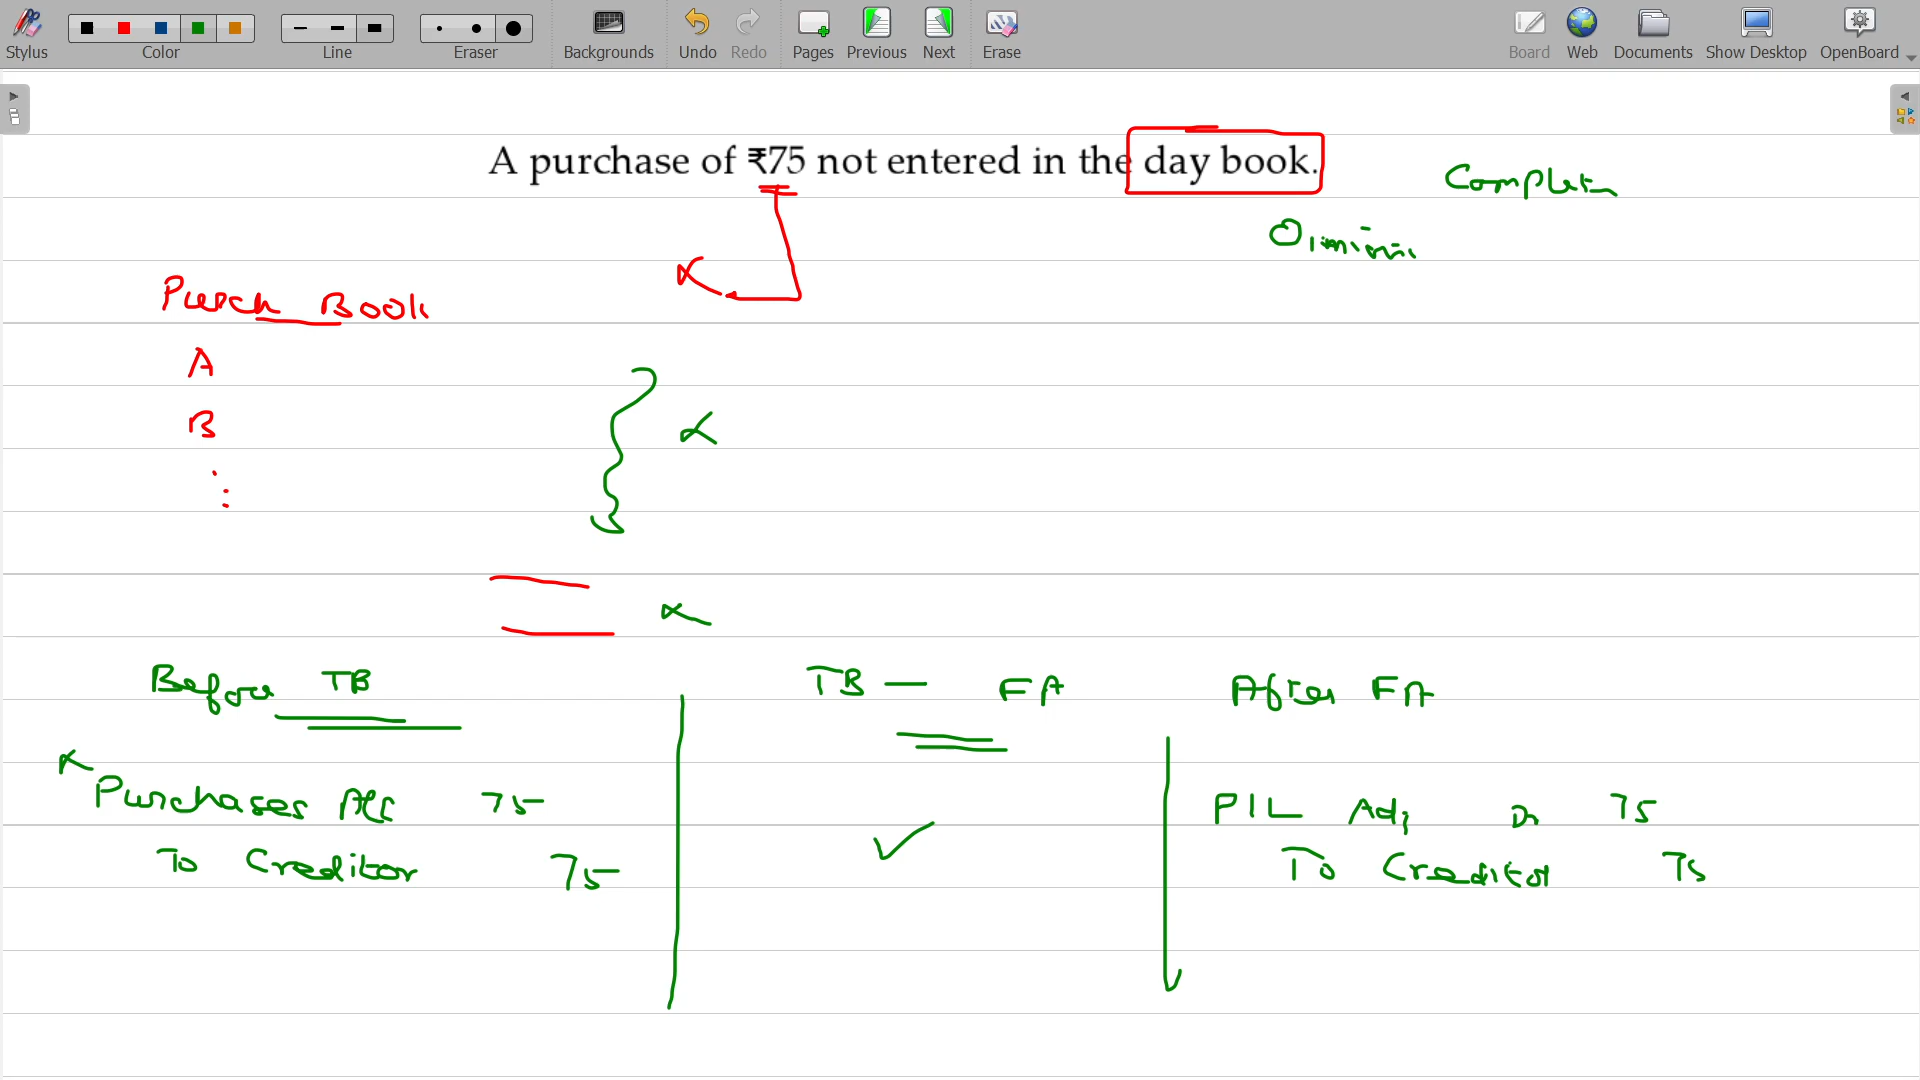 Stylus Color Line Eraser Backgrounds Undo Redo Pages Previous Next Erase Board Web Documents Show Desktop OpenBoard
A purchase of ₹75 not entered in the day book.
Purch Book
A
B
Before TB
TB — FA
After FA
Purchases A/c 75
To Creditor 75
P/L Adj Dr 75
To Creditor 75